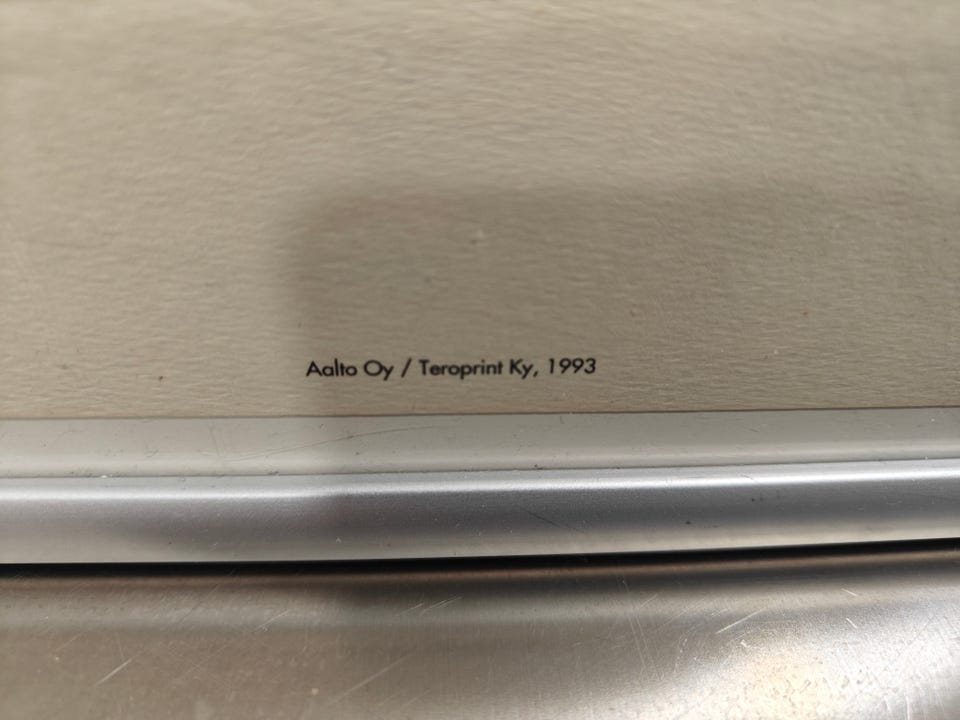 Aalto Oy / Teroprint Ky, 1993